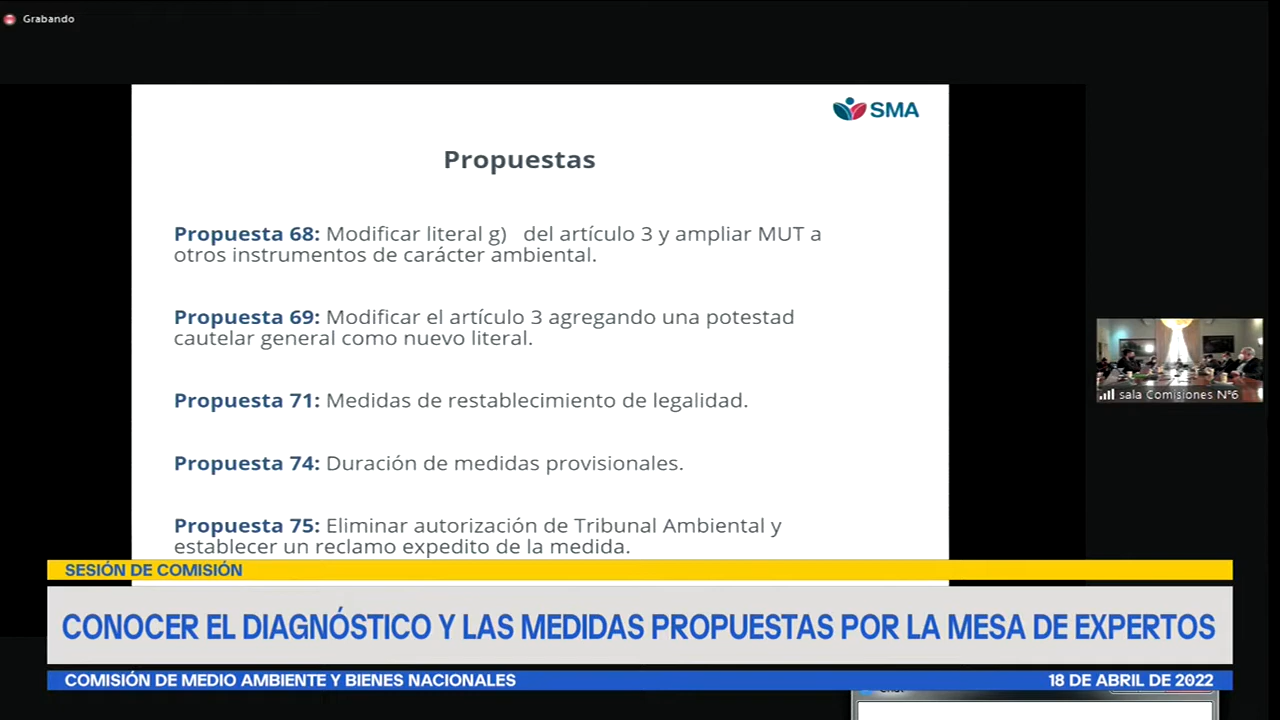 Grabando
SMA
Propuestas
Propuesta 68: Modificar literal g) del artículo 3 y ampliar MUT a
otros instrumentos de carácter ambiental.
Propuesta 69: Modificar el artículo 3 agregando una potestad
cautelar general como nuevo literal.
Propuesta 71: Medidas de restablecimiento de legalidad.
Propuesta 74: Duración de medidas provisionales.
Propuesta 75: Eliminar autorización de Tribunal Ambiental y
establecer un reclamo expedito de la medida.
sala Comisiones N°6
SESIÓN DE COMISIÓN
CONOCER EL DIAGNÓSTICO Y LAS MEDIDAS PROPUESTAS POR LA MESA DE EXPERTOS
COMISIÓN DE MEDIO AMBIENTE Y BIENES NACIONALES
18 DE ABRIL DE 2022